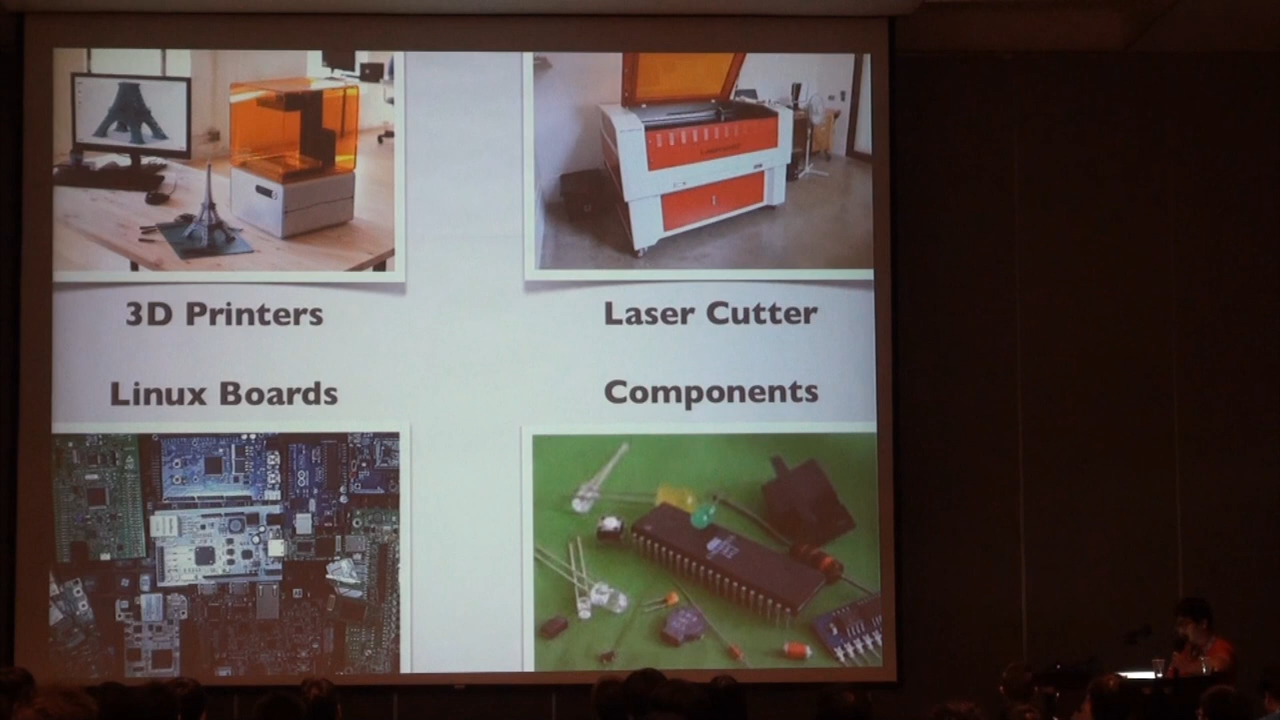 3D Printers
Laser Cutter
Linux Boards
Components